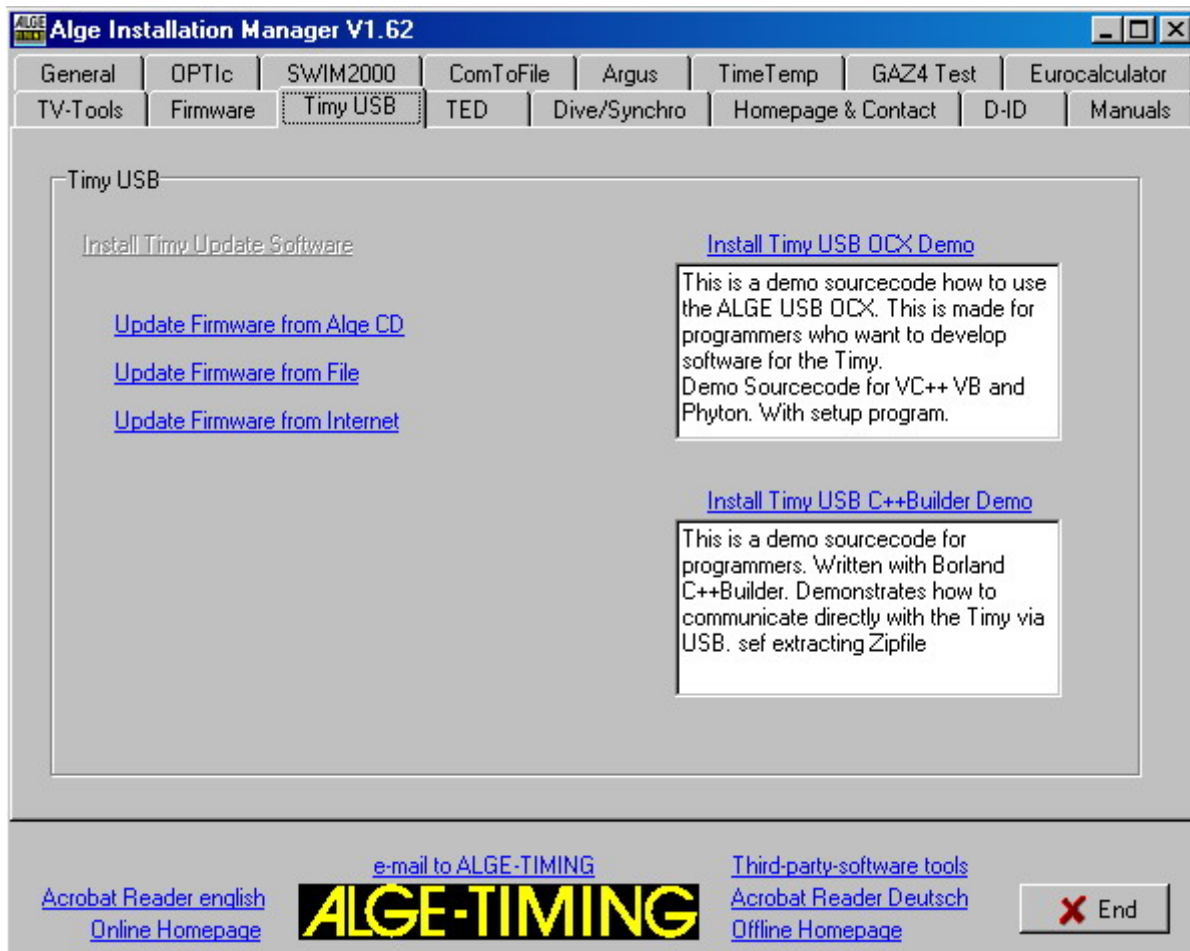 ALGE
Alge Installation Manager V1.62
General OPTIc SWIM2000 ComToFile Argus TimeTemp GAZ4 Test Eurocalculator
TV-Tools Firmware Timy USB TED Dive/Synchro Homepage & Contact D-ID Manuals
Timy USB
Install Timy Update Software
Update Firmware from Alge CD
Update Firmware from File
Update Firmware from Internet
Install Timy USB OCX Demo
This is a demo sourcecode how to use
the ALGE USB OCX. This is made for
programmers who want to develop
software for the Timy.
Demo Sourcecode for VC++ VB and
Phyton. With setup program.
Install Timy USB C++Builder Demo
This is a demo sourcecode for
programmers. Written with Borland
C++Builder. Demonstrates how to
communicate directly with the Timy via
USB. sef extracting Zipfile
e-mail to ALGE-TIMING
Third-party-software tools
Acrobat Reader english
ALGE-TIMING
Acrobat Reader Deutsch
Online Homepage
Offline Homepage
End